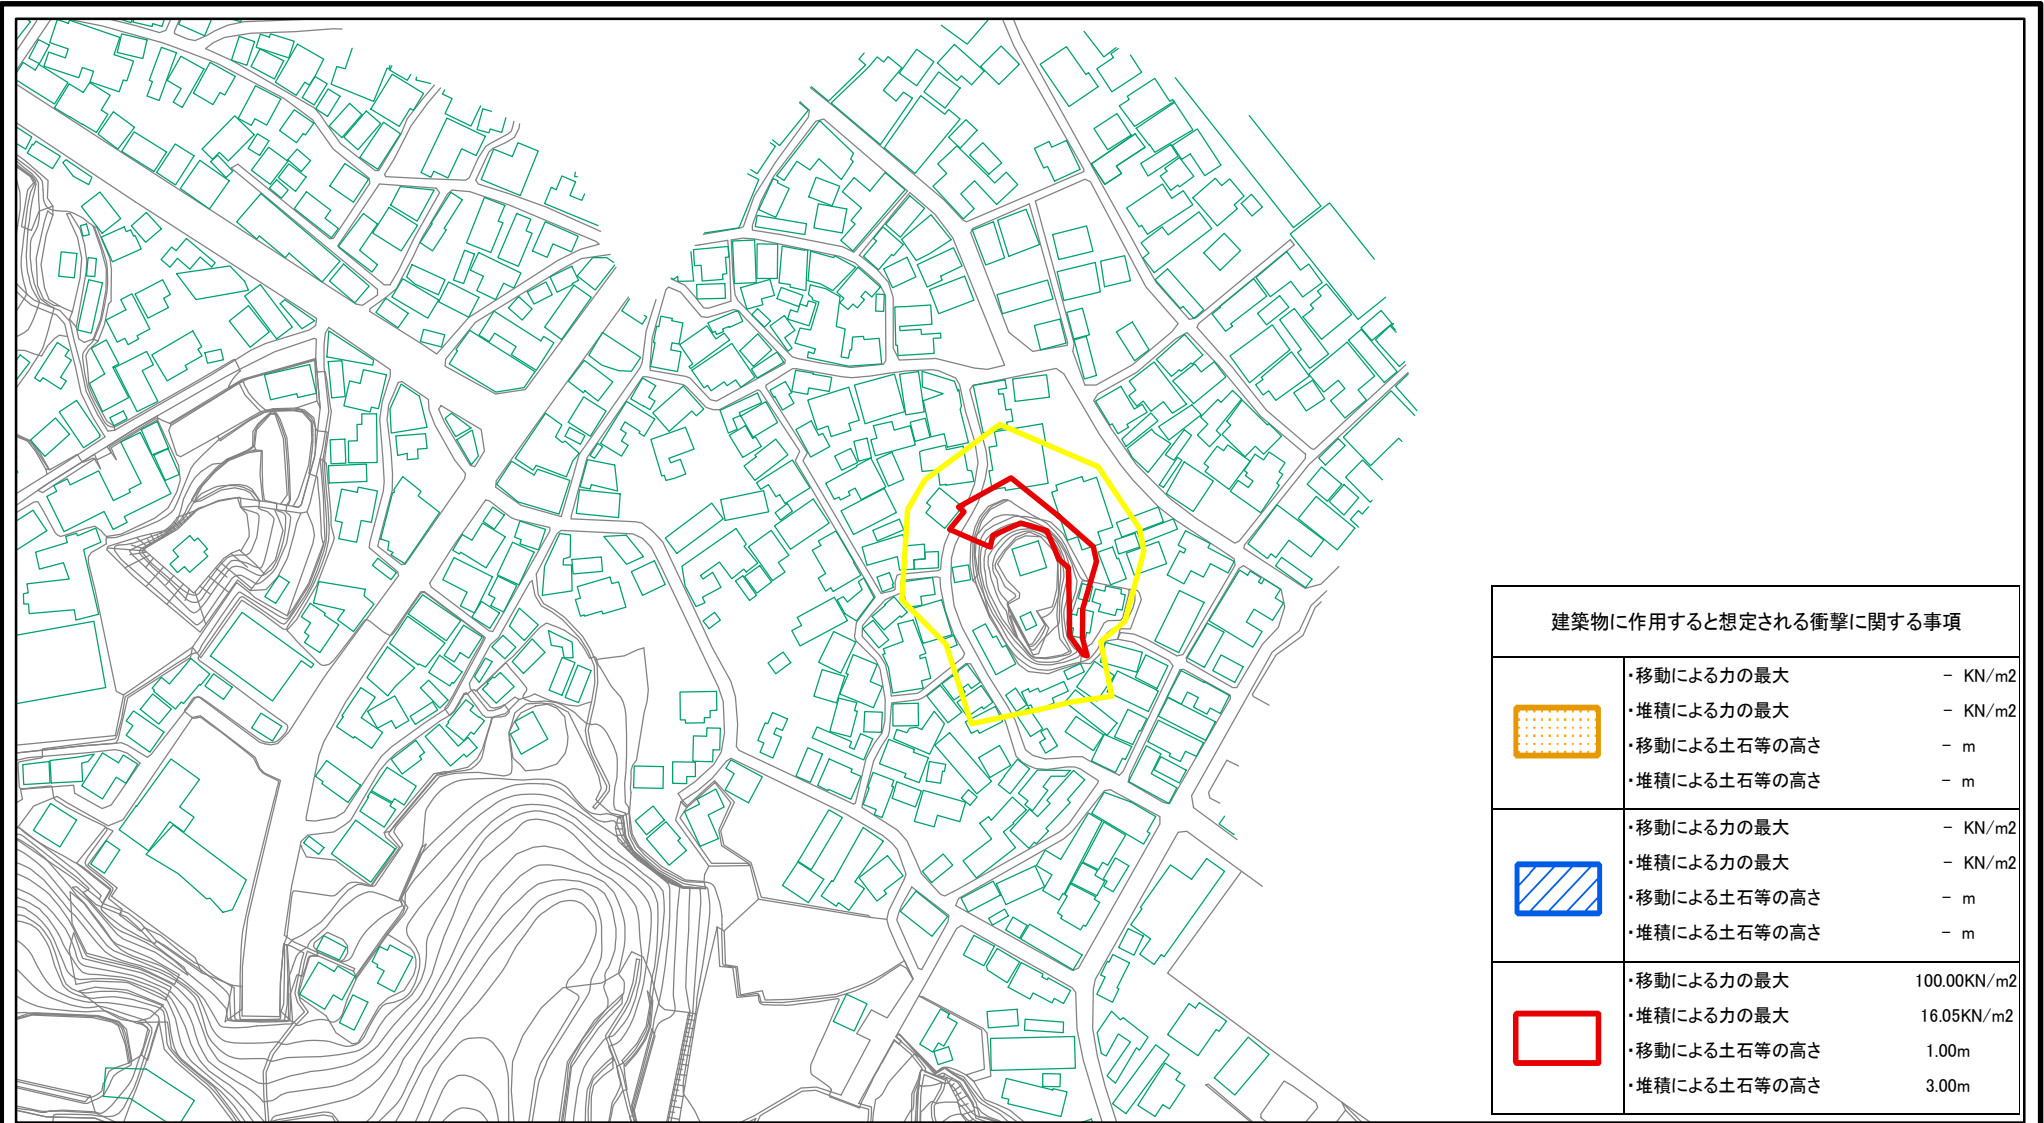 建築物に作用すると想定される衝撃に関する事項
・移動による力の最大 － KN/m2
・堆積による力の最大 － KN/m2
・移動による土石等の高さ － m
・堆積による土石等の高さ － m
・移動による力の最大 － KN/m2
・堆積による力の最大 － KN/m2
・移動による土石等の高さ － m
・堆積による土石等の高さ － m
・移動による力の最大 100.00KN/m2
・堆積による力の最大 16.05KN/m2
・移動による土石等の高さ 1.00m
・堆積による土石等の高さ 3.00m